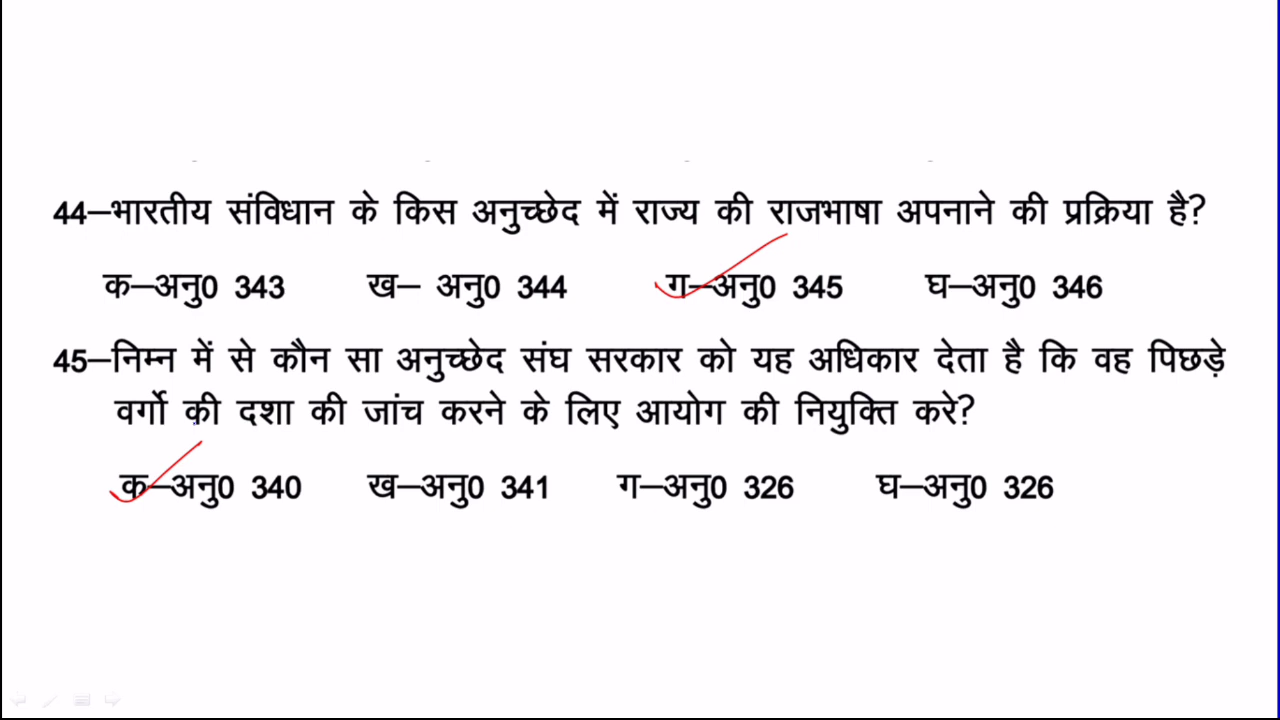 44–भारतीय संविधान के किस अनुच्छेद में राज्य की राजभाषा अपनाने की प्रक्रिया है?
क–अनु0 343 ख– अनु0 344 ग–अनु0 345 घ–अनु0 346
45–निम्न में से कौन सा अनुच्छेद संघ सरकार को यह अधिकार देता है कि वह पिछड़े
वर्गो की दशा की जांच करने के लिए आयोग की नियुक्ति करे?
क–अनु0 340 ख–अनु0 341 ग–अनु0 326 घ–अनु0 326